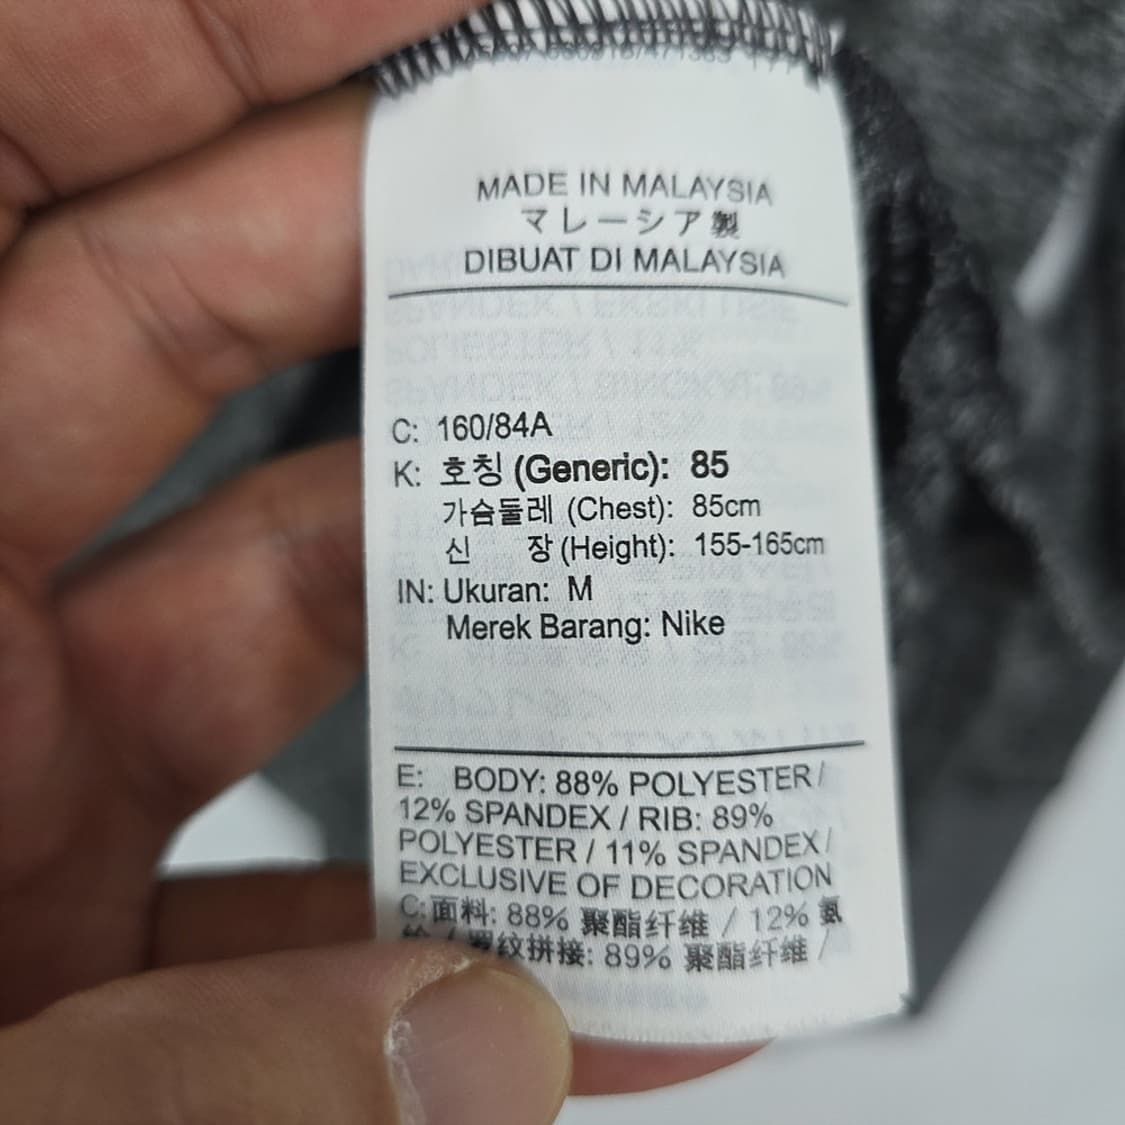 MADE IN MALAYSIA
マレーシア製
DIBUAT DI MALAYSIA
C: 160/84A
K: 호칭 (Generic): 85
가슴둘레 (Chest): 85cm
신 장 (Height): 155-165cm
IN: Ukuran: M
Merek Barang: Nike
E: BODY: 88% POLYESTER /
12% SPANDEX / RIB: 89%
POLYESTER / 11% SPANDEX /
EXCLUSIVE OF DECORATION
C: 面料: 88% 聚酯纤维 / 12% 氨
纹拼接: 89% 聚酯纤维 /